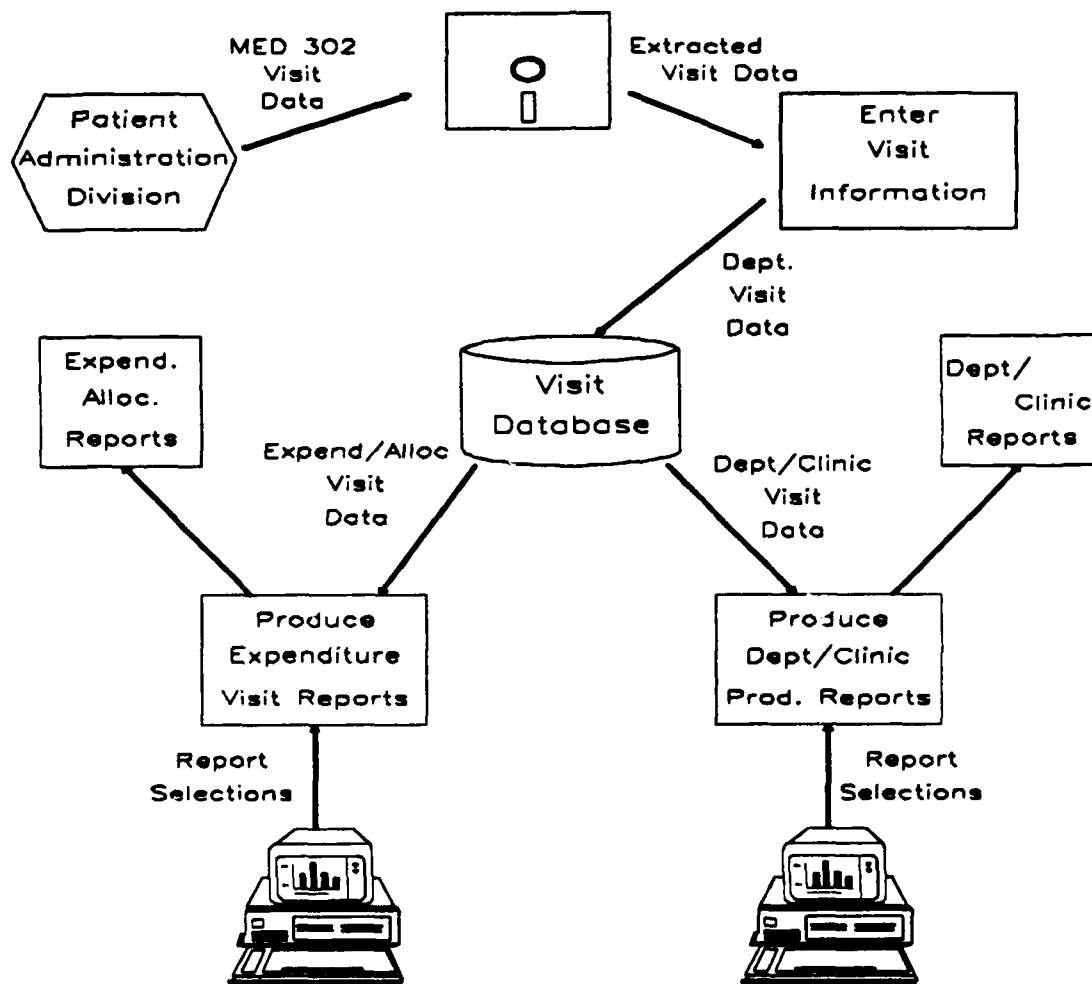 MED 302
Visit
Data
Extracted
Visit Data
Patient
Administration
Division
Enter
Visit
Information
Dept.
Visit
Data
Expend.
Alloc.
Reports
Visit
Database
Dept/
Clinic
Reports
Expend/Alloc
Visit
Data
Dept/Clinic
Visit
Data
Produce
Expenditure
Visit Reports
Produce
Dept/Clinic
Prod. Reports
Report
Selections
Report
Selections